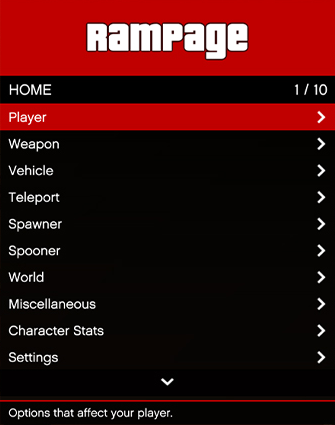 Rampage
HOME 1 / 10
Player
Weapon
Vehicle
Teleport
Spawner
Spooner
World
Miscellaneous
Character Stats
Settings
Options that affect your player.